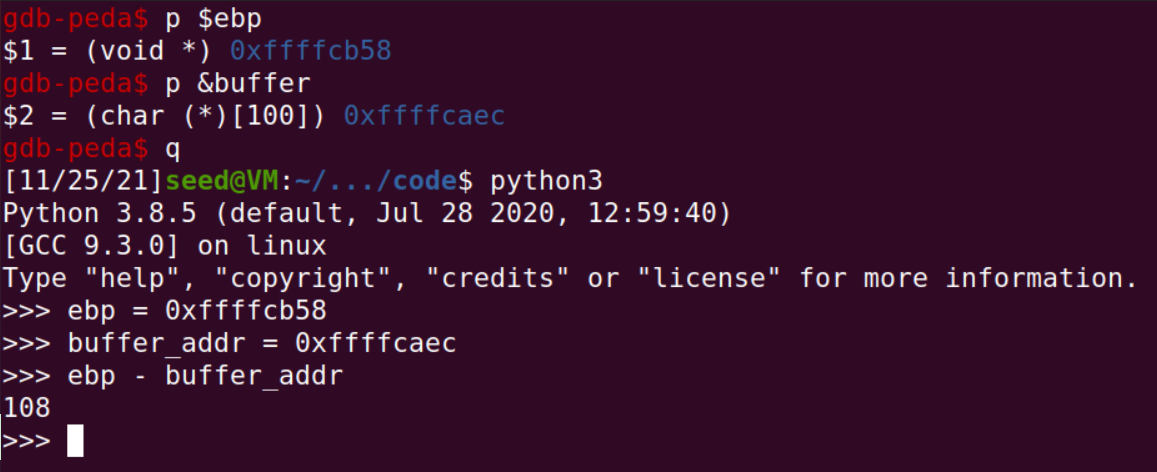 gdb-peda$ p $ebp
$1 = (void *) 0xffffcb58
gdb-peda$ p &buffer
$2 = (char (*)[100]) 0xffffcaec
gdb-peda$ q
[11/25/21]seed@VM:~/.../code$ python3
Python 3.8.5 (default, Jul 28 2020, 12:59:40)
[GCC 9.3.0] on linux
Type "help", "copyright", "credits" or "license" for more information.
>>> ebp = 0xffffcb58
>>> buffer_addr = 0xffffcaec
>>> ebp - buffer_addr
108
>>>